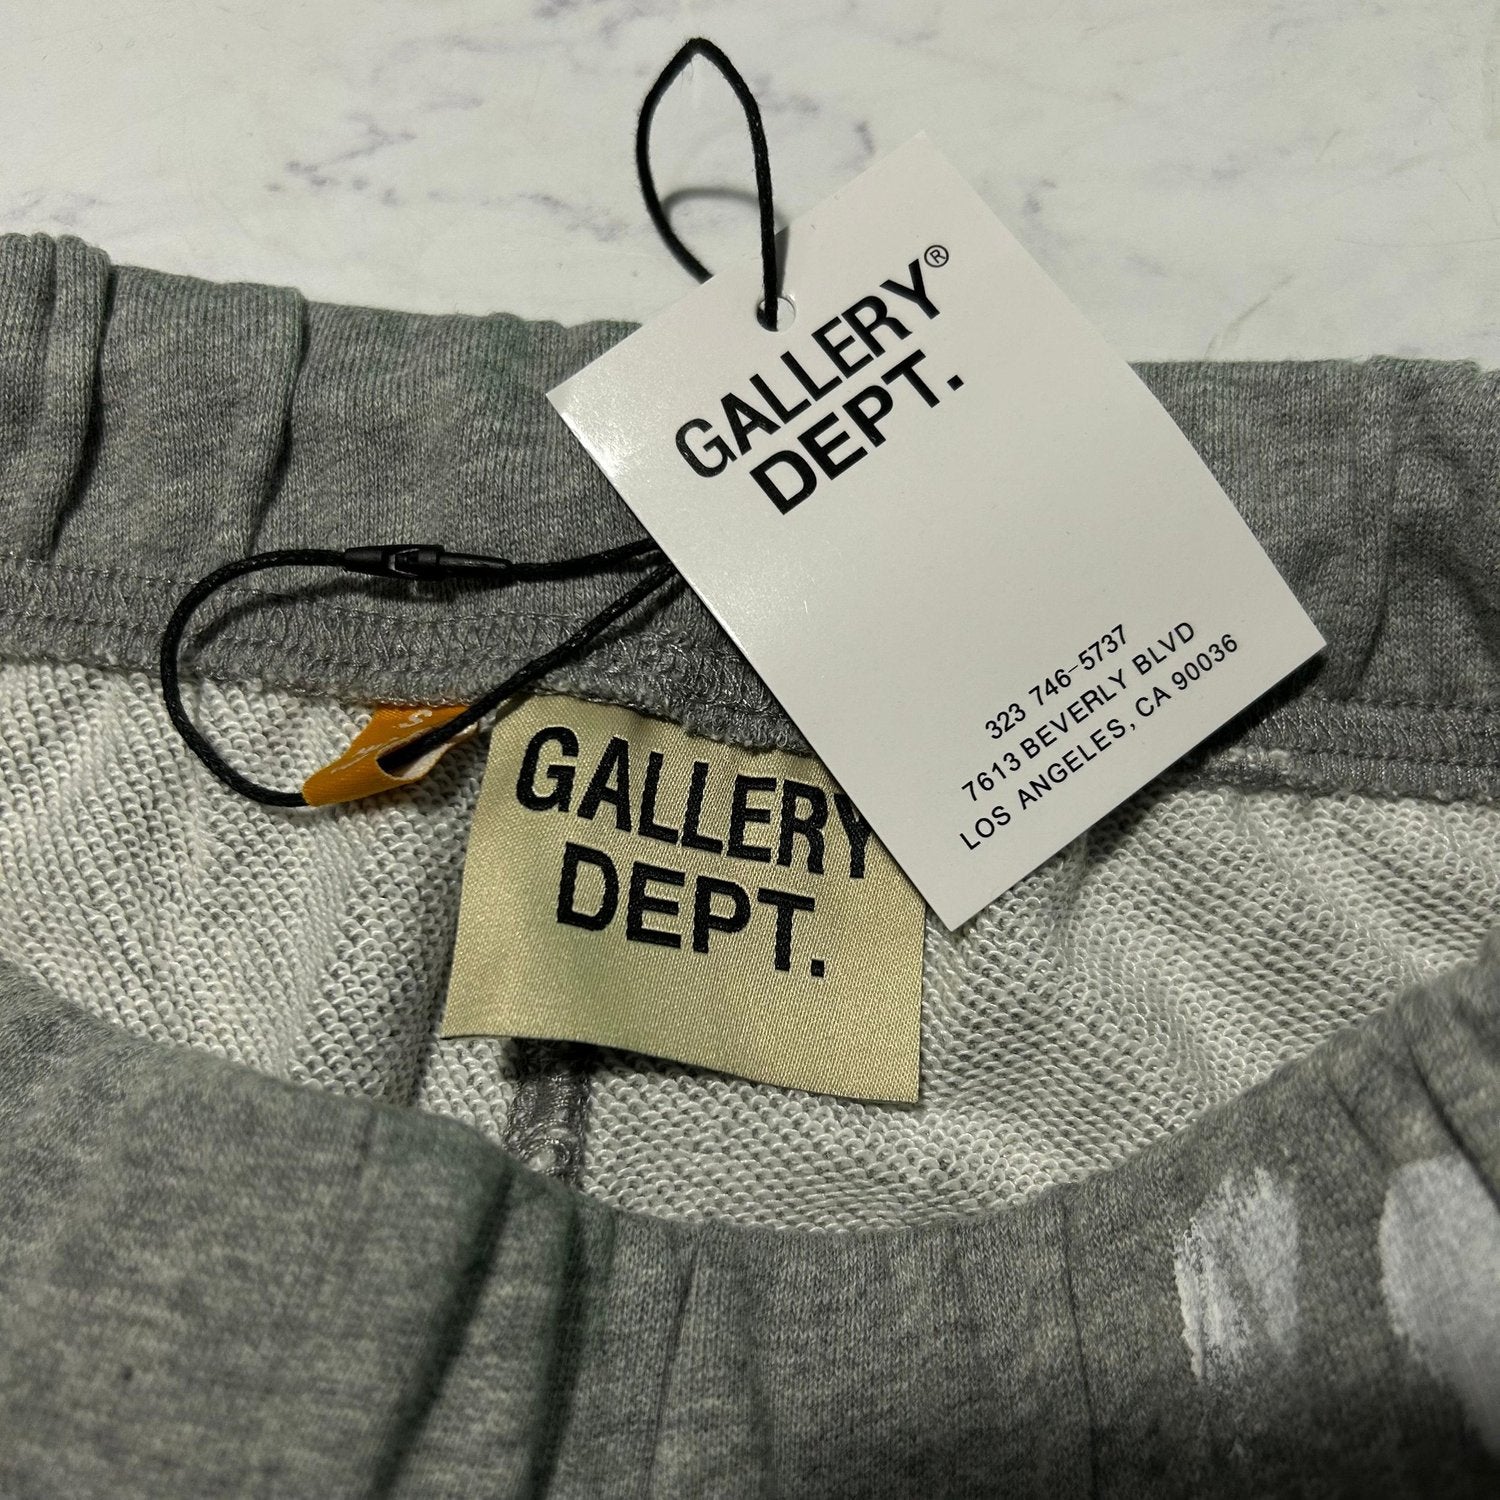 GALLERY®
DEPT.
323 746-5737
7613 BEVERLY BLVD
LOS ANGELES, CA 90036
GALLERY
DEPT.